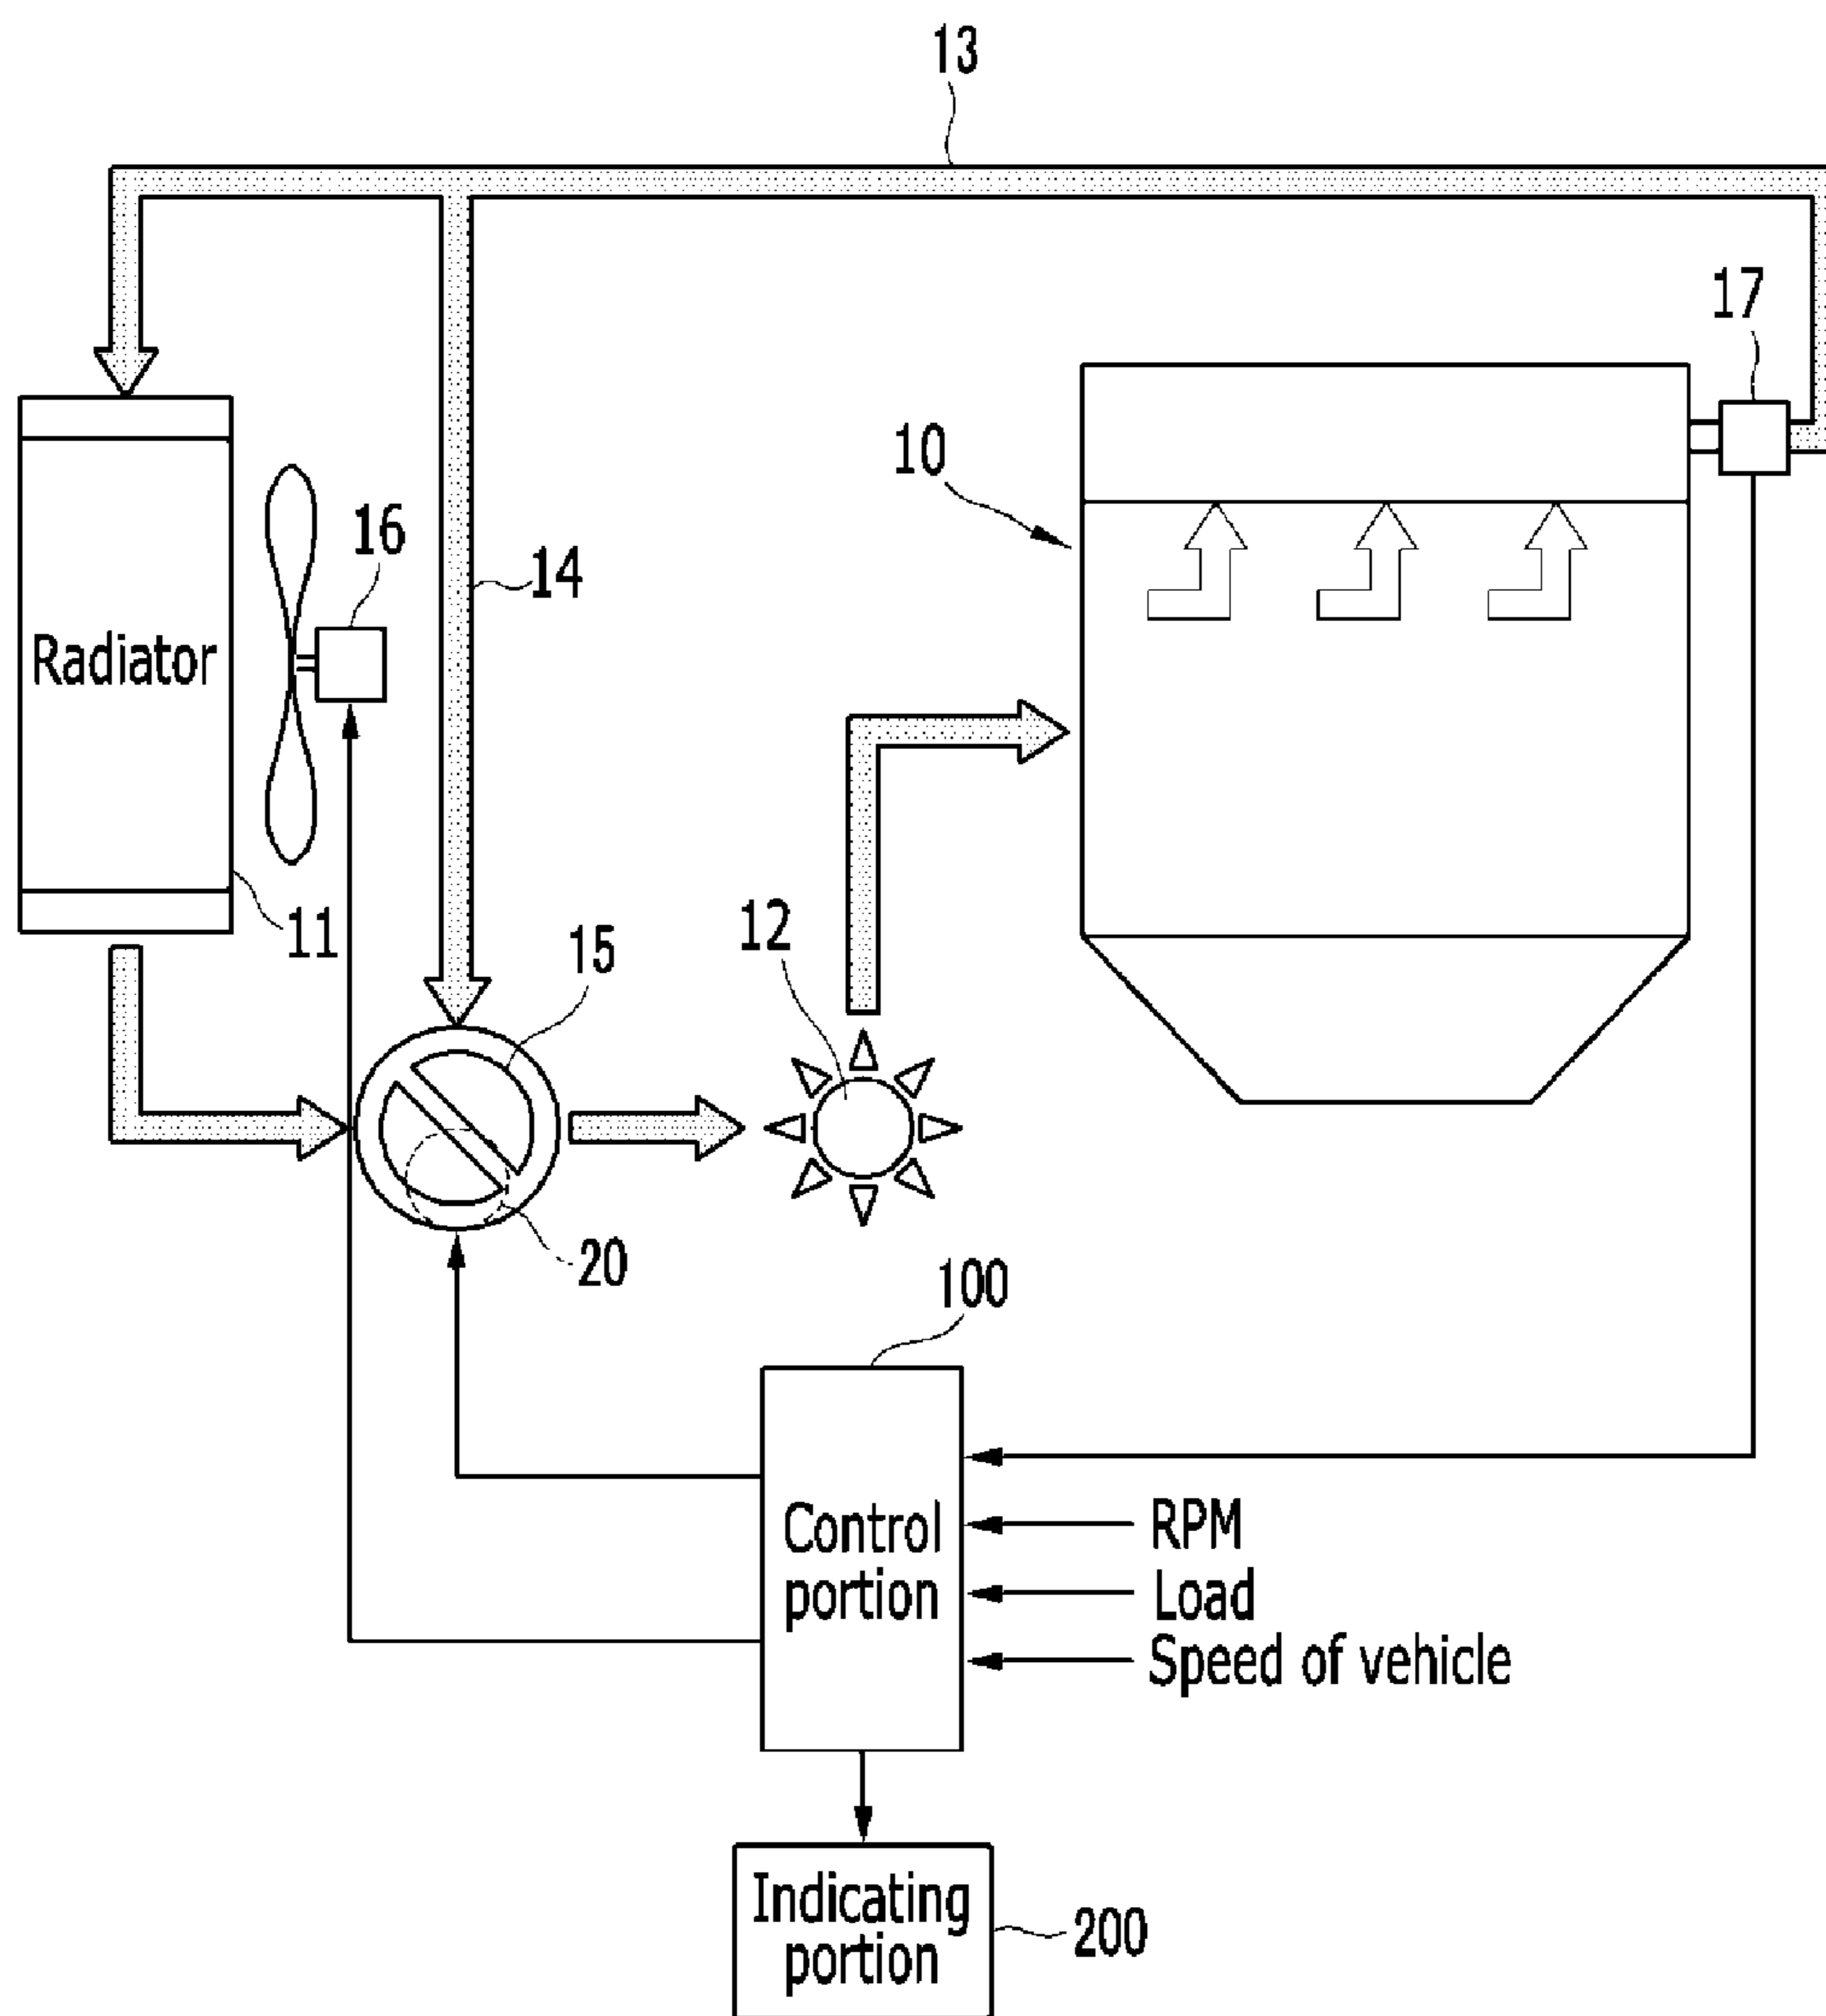 13
17
10
16
14
Radiator
11
15
12
20
100
Control
portion
RPM
Load
Speed of vehicle
Indicating
portion
200